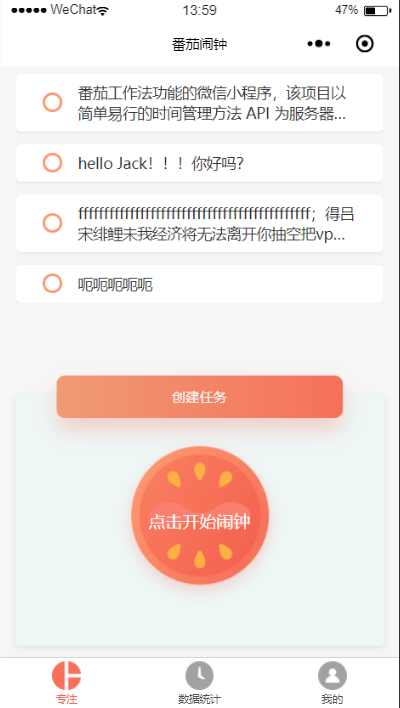 WeChat
13:59
47%
番茄闹钟
番茄工作法功能的微信小程序，该项目以
简单易行的时间管理方法 API 为服务器...
hello Jack！！！你好吗?
ffffffffffffffffffffffffffffffffffffffffffffff；得吕
宋绯鲤未我经济将无法离开你抽空把vp...
呃呃呃呃呃
创建任务
点击开始闹钟
专注
数据统计
我的